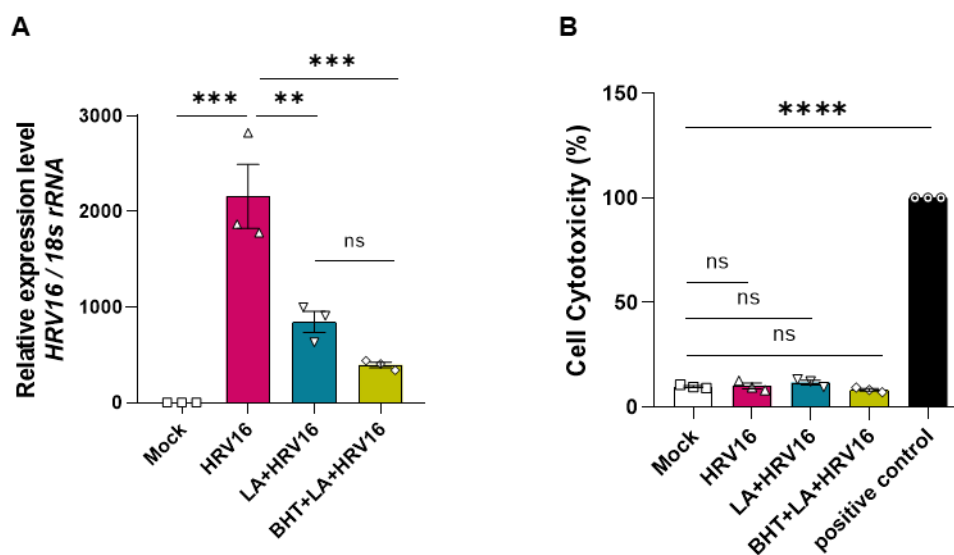 A
Relative expression level
HRV16 / 18s rRNA
3000
2000
1000
0
***
***
**
ns
Mock
HRV16
LA+HRV16
BHT+LA+HRV16
B
Cell Cytotoxicity (%)
150
100
50
0
****
ns
ns
ns
Mock
HRV16
LA+HRV16
BHT+LA+HRV16
positive control